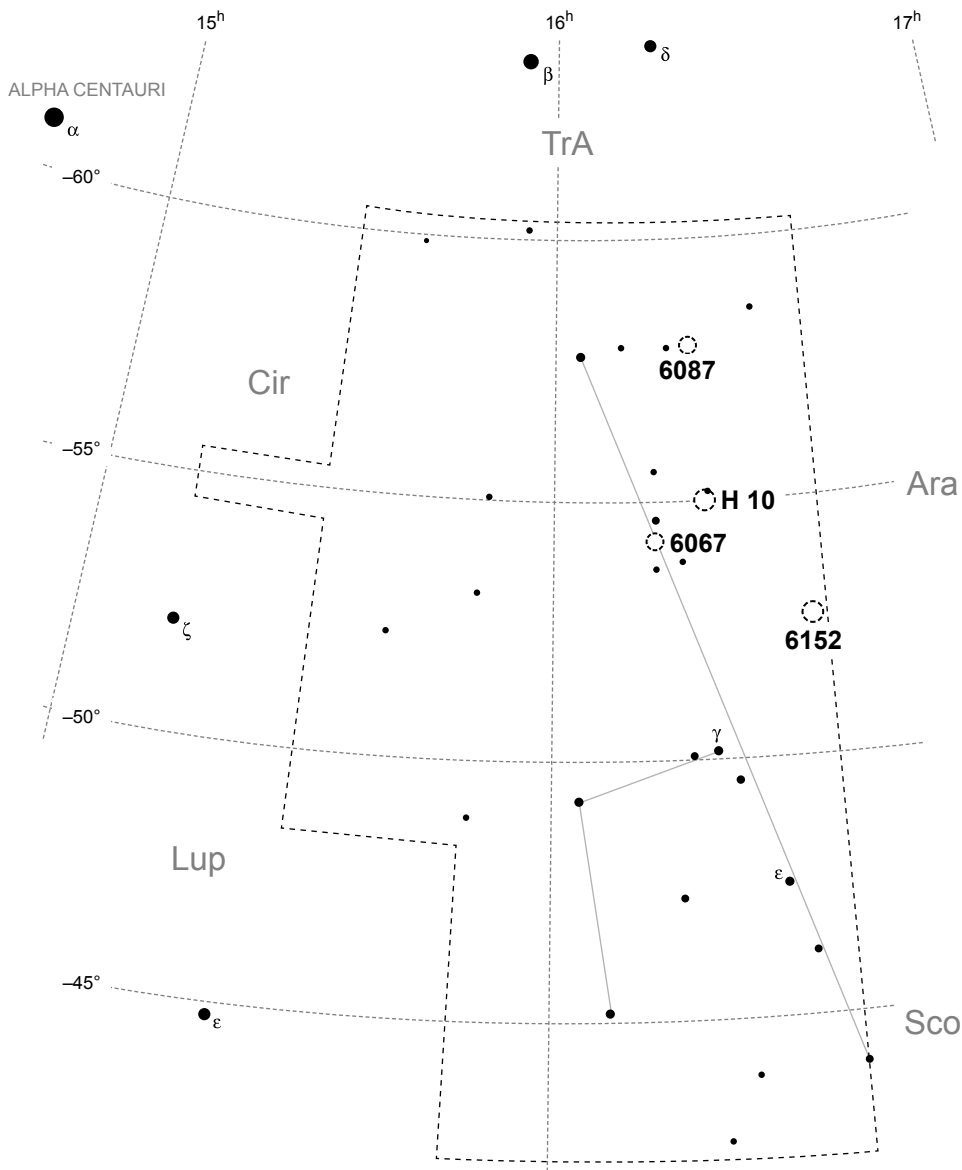 15h
16h
17h
β
δ
ALPHA CENTAURI
α
TrA
–60°
6087
Cir
–55°
Ara
H 10
6067
ζ
6152
–50°
γ
Lup
ε
–45°
ε
Sco